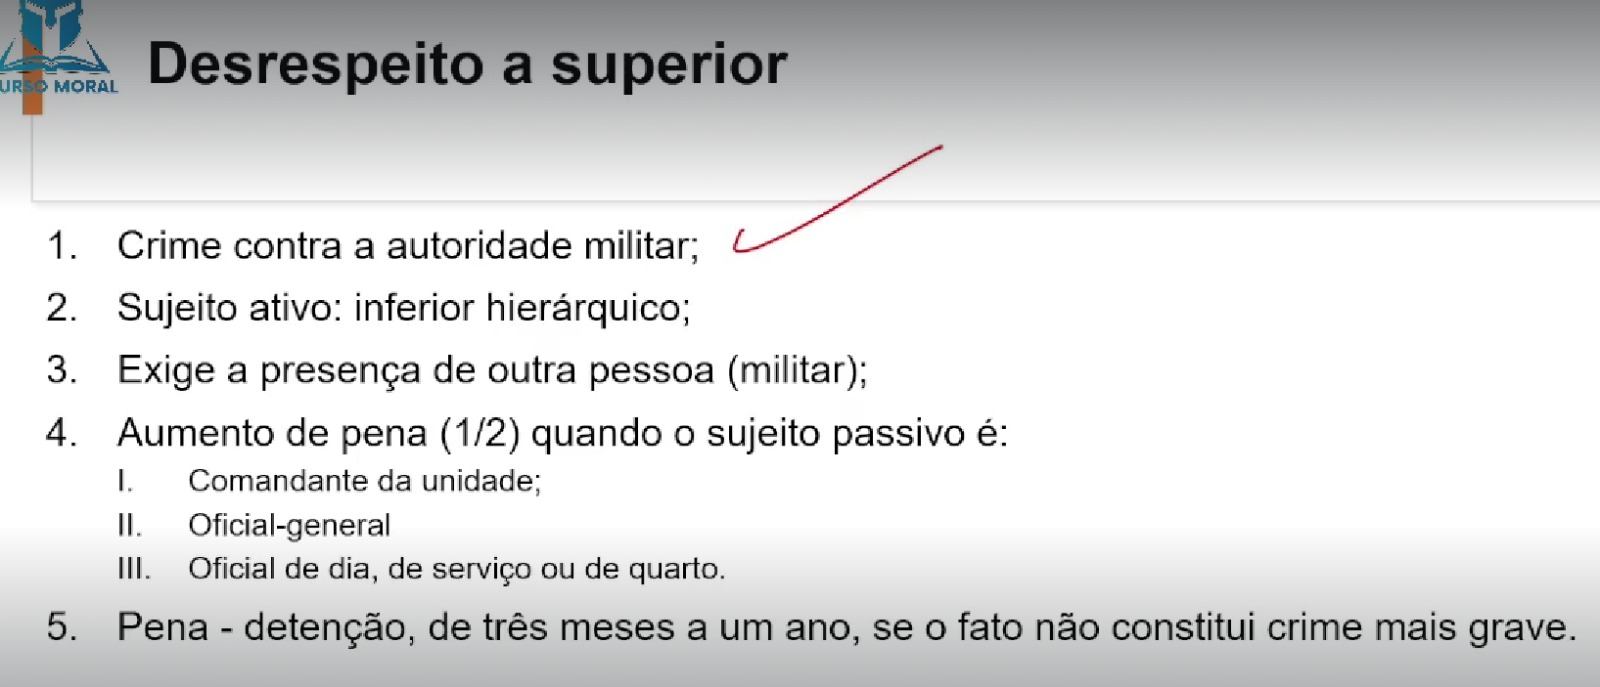 Desrespeito a superior
URSO MORAL
1. Crime contra a autoridade militar;
2. Sujeito ativo: inferior hierárquico;
3. Exige a presença de outra pessoa (militar);
4. Aumento de pena (1/2) quando o sujeito passivo é:
I. Comandante da unidade;
II. Oficial-general
III. Oficial de dia, de serviço ou de quarto.
5. Pena - detenção, de três meses a um ano, se o fato não constitui crime mais grave.